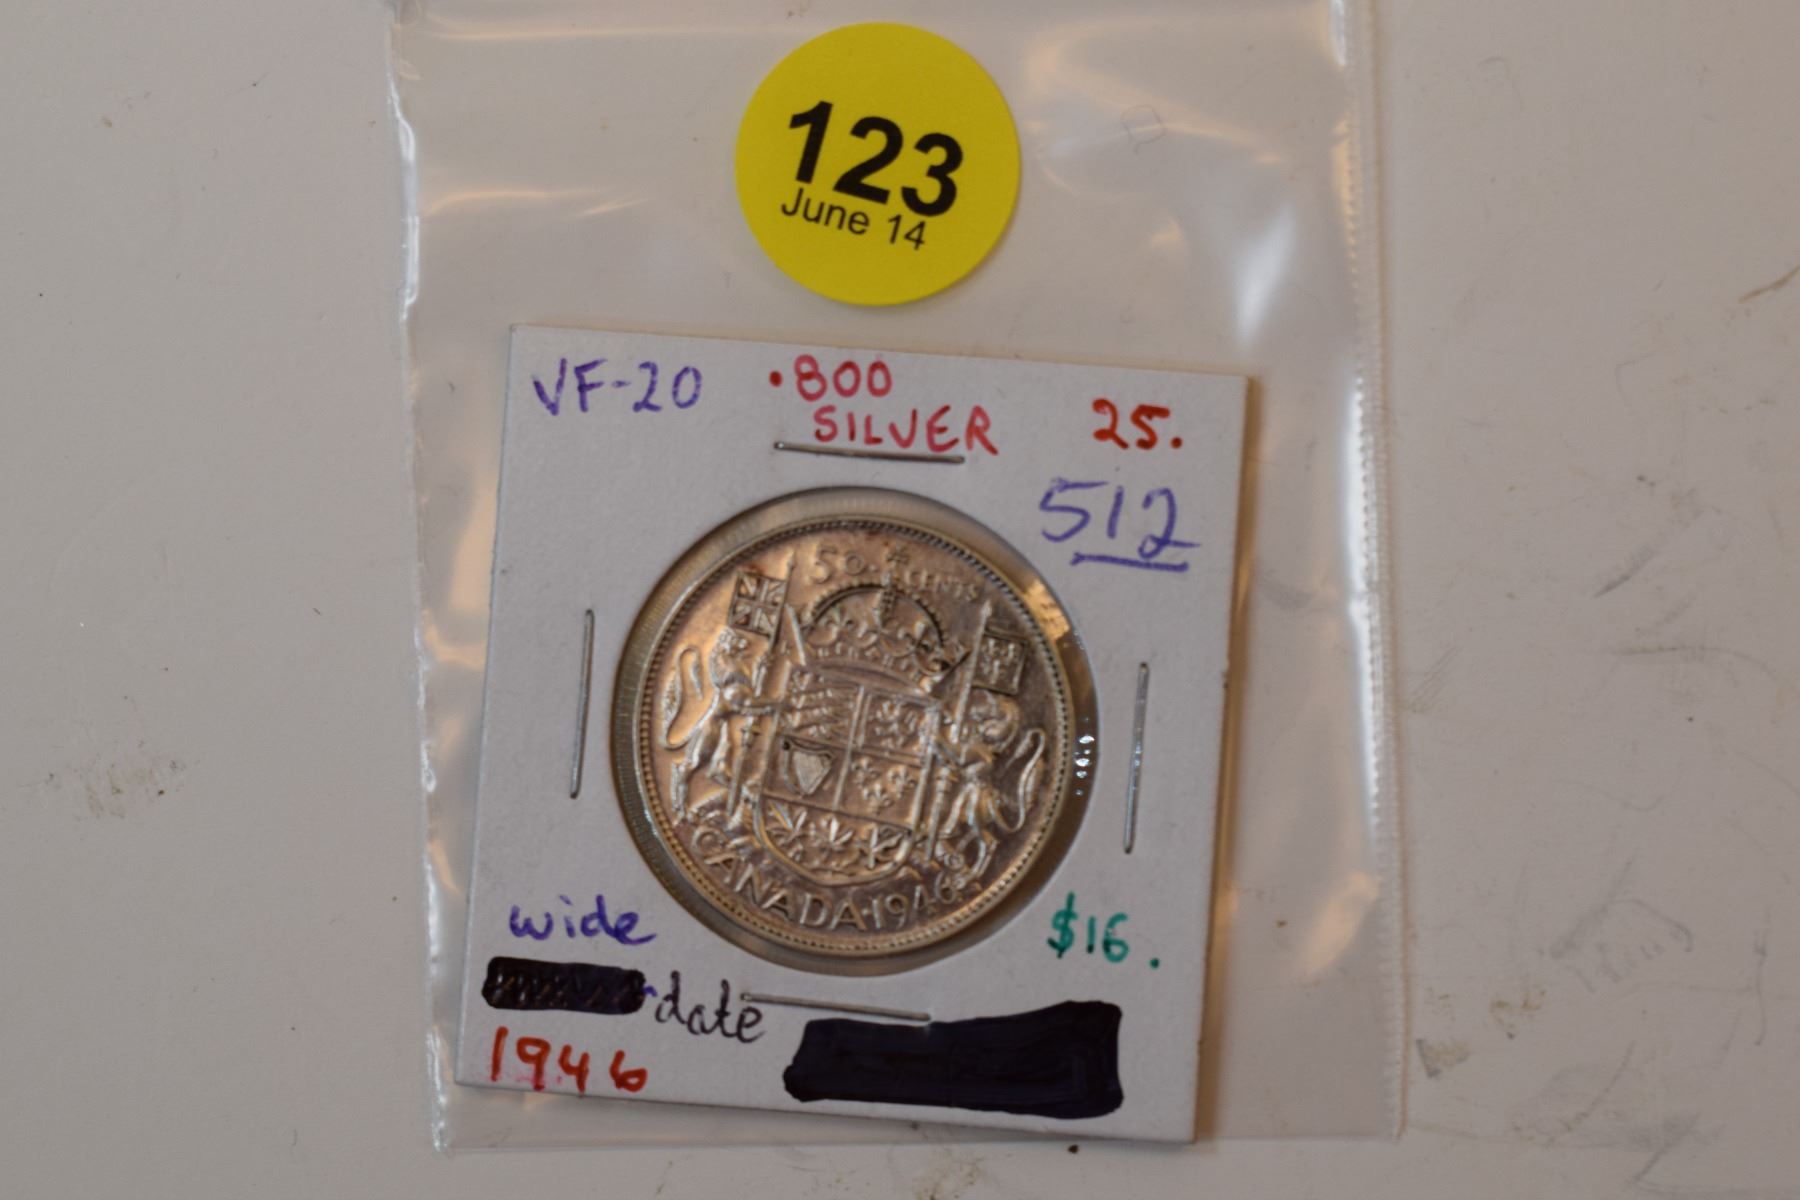 123
June 14
VF-20
.800
SILVER
25.
512
50 CENTS
CANADA·1946
wide
$16.
date
1946